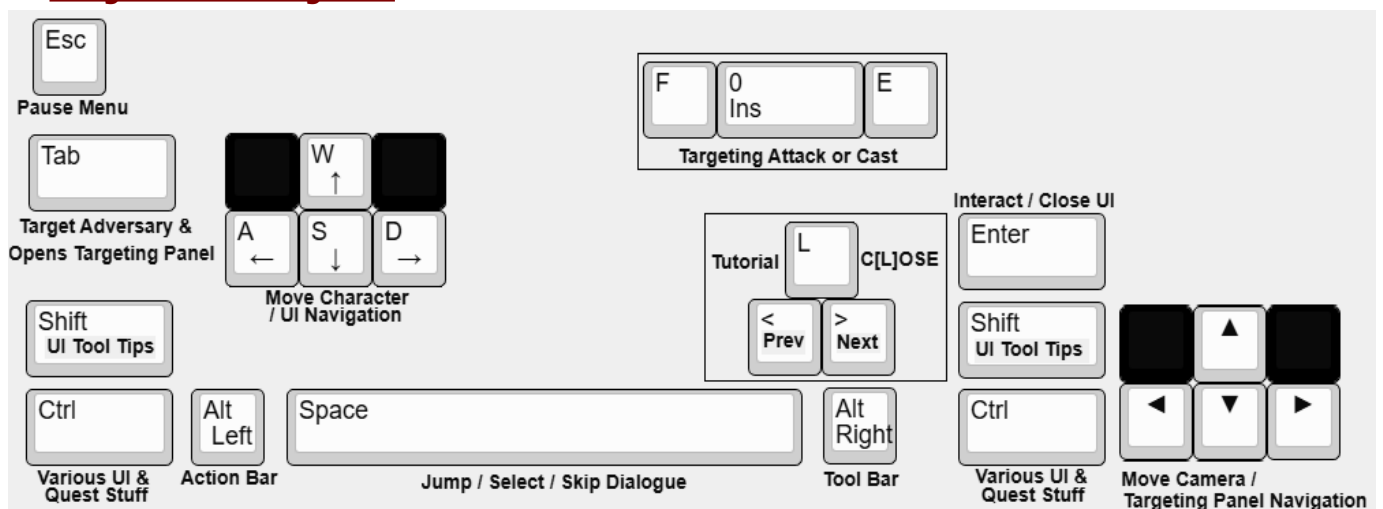 Esc
Pause Menu
F
0
Ins
E
Targeting Attack or Cast
Tab
Target Adversary &
Opens Targeting Panel
W
↑
A
←
S
↓
D
→
Move Character
/ UI Navigation
Interact / Close UI
Enter
Tutorial
L
C[L]OSE
<
Prev
>
Next
Shift
UI Tool Tips
Shift
UI Tool Tips
▲
◄
▼
►
Move Camera /
Targeting Panel Navigation
Ctrl
Various UI &
Quest Stuff
Alt
Left
Action Bar
Space
Jump / Select / Skip Dialogue
Alt
Right
Tool Bar
Ctrl
Various UI &
Quest Stuff